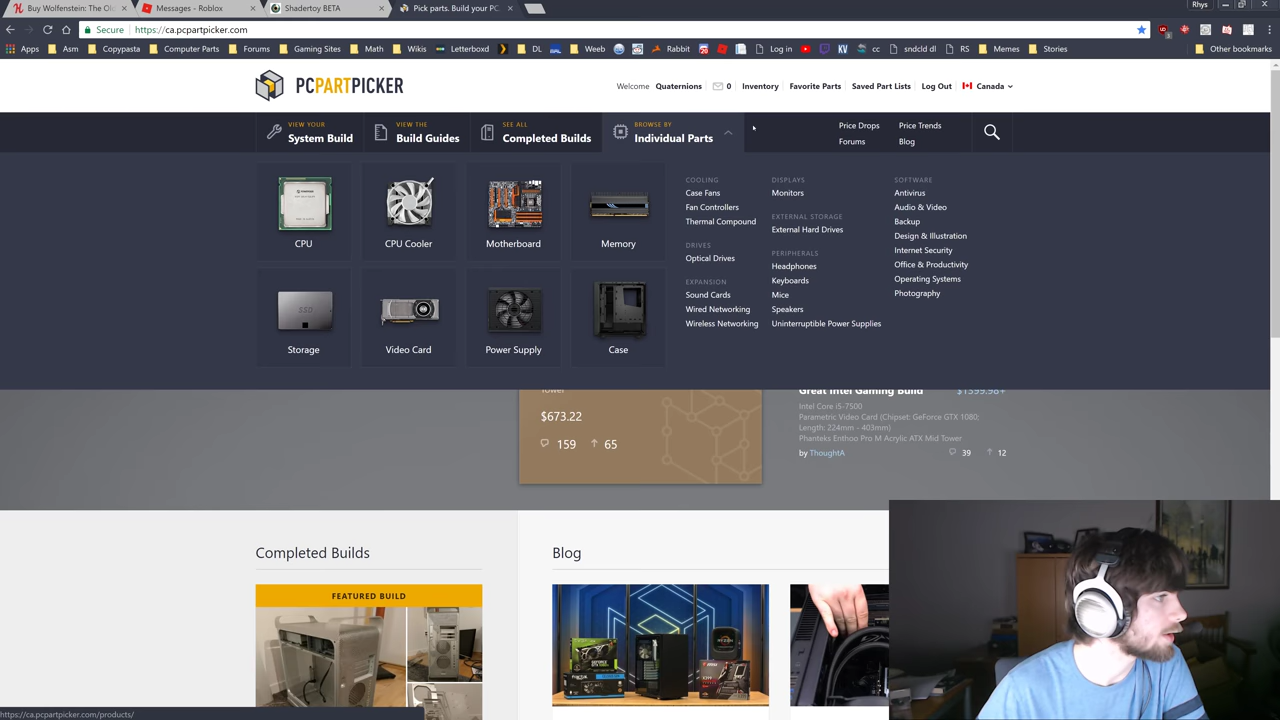 Buy Wolfenstein: The Ol
Messages - Roblox
Shadertoy BETA
Pick parts. Build your PC
Rhys
Secure
https://ca.pcpartpicker.com
Apps
Asm
Copypasta
Computer Parts
Forums
Gaming Sites
Math
Wikis
Letterboxd
DL
Weeb
Rabbit
Log in
KV
cc
sndcld dl
RS
Memes
Stories
Other bookmarks
PCPARTPICKER
Welcome Quaternions
0
Inventory
Favorite Parts
Saved Part Lists
Log Out
Canada
VIEW YOUR
System Build
VIEW THE
Build Guides
SEE ALL
Completed Builds
BROWSE BY
Individual Parts
Price Drops
Price Trends
Forums
Blog
CPU
CPU Cooler
Motherboard
Memory
Storage
Video Card
Power Supply
Case
SSD
COOLING
Case Fans
Fan Controllers
Thermal Compound
DRIVES
Optical Drives
EXPANSION
Sound Cards
Wired Networking
Wireless Networking
DISPLAYS
Monitors
EXTERNAL STORAGE
External Hard Drives
PERIPHERALS
Headphones
Keyboards
Mice
Speakers
Uninterruptible Power Supplies
SOFTWARE
Antivirus
Audio & Video
Backup
Design & Illustration
Internet Security
Office & Productivity
Operating Systems
Photography
Tower
$673.22
159
65
Great Intel Gaming Build
$1399.98+
Intel Core i5-7500
Parametric Video Card (Chipset: GeForce GTX 1080;
Length: 224mm - 403mm)
Phanteks Enthoo Pro M Acrylic ATX Mid Tower
by ThoughtA
39
12
Completed Builds
Blog
FEATURED BUILD
https://ca.pcpartpicker.com/products/